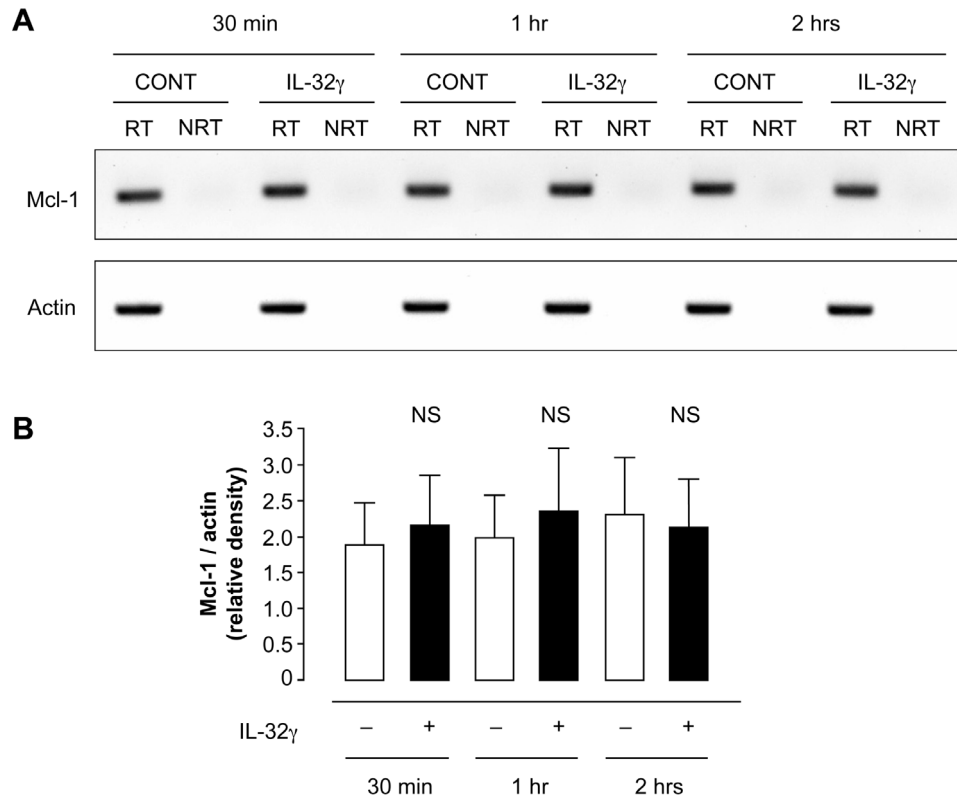 A
30 min 1 hr 2 hrs
CONT IL-32γ CONT IL-32γ CONT IL-32γ
RT NRT RT NRT RT NRT RT NRT RT NRT RT NRT
Mcl-1
Actin
B
NS NS NS
Mcl-1 / actin
(relative density)
3.5
3.0
2.5
2.0
1.5
1.0
0.5
0
IL-32γ – + – + – +
30 min 1 hr 2 hrs